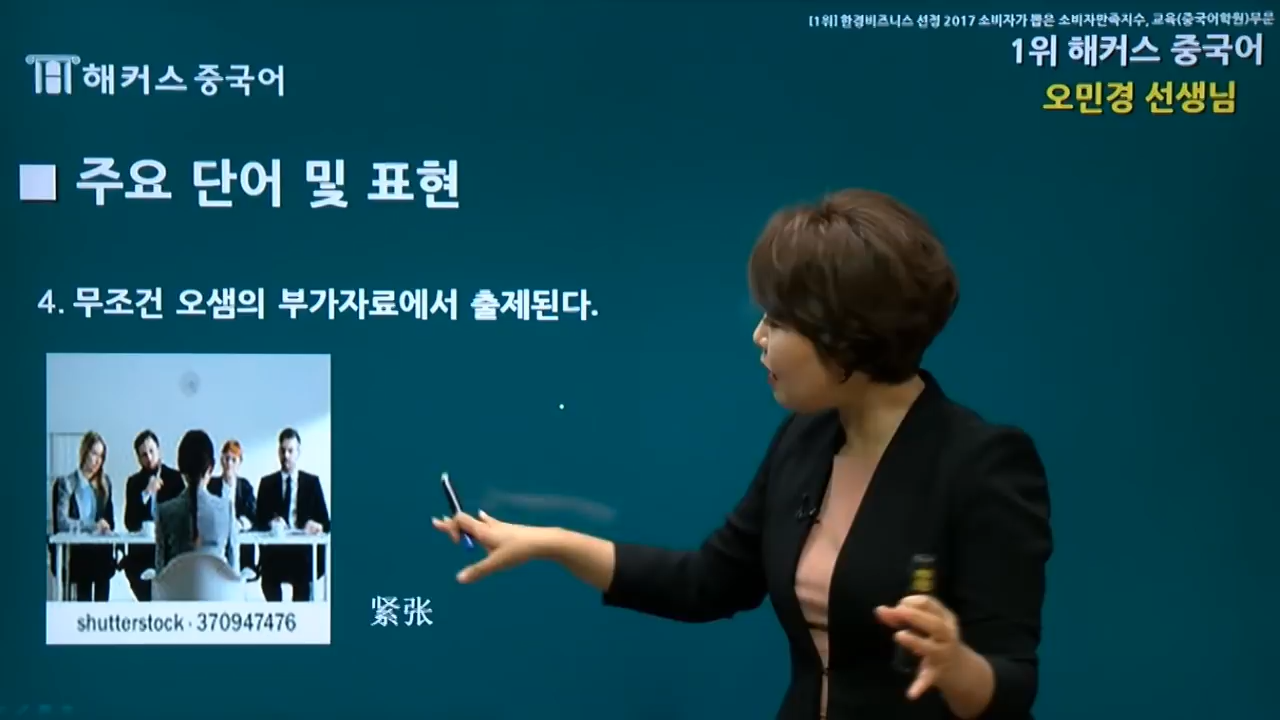 [1위] 한경비즈니스 선정 2017 소비자가 뽑은 소비자만족지수, 교육(중국어학원)부문
1위 해커스 중국어
오민경 선생님
해커스 중국어
■ 주요 단어 및 표현
4. 무조건 오샘의 부가자료에서 출제된다.
shutterstock · 370947476
紧张